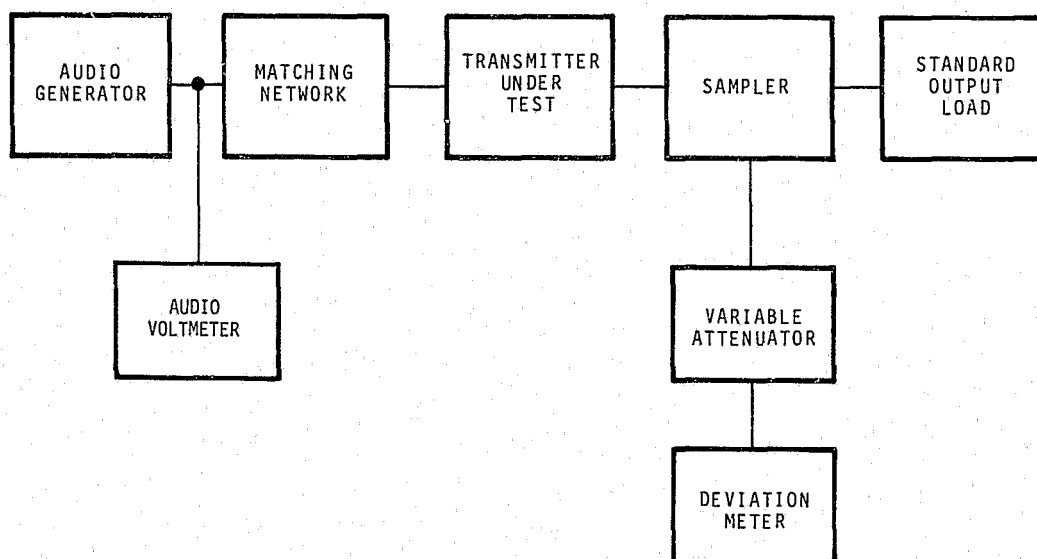 AUDIO
GENERATOR
MATCHING
NETWORK
TRANSMITTER
UNDER
TEST
SAMPLER
STANDARD
OUTPUT
LOAD
AUDIO
VOLTMETER
VARIABLE
ATTENUATOR
DEVIATION
METER